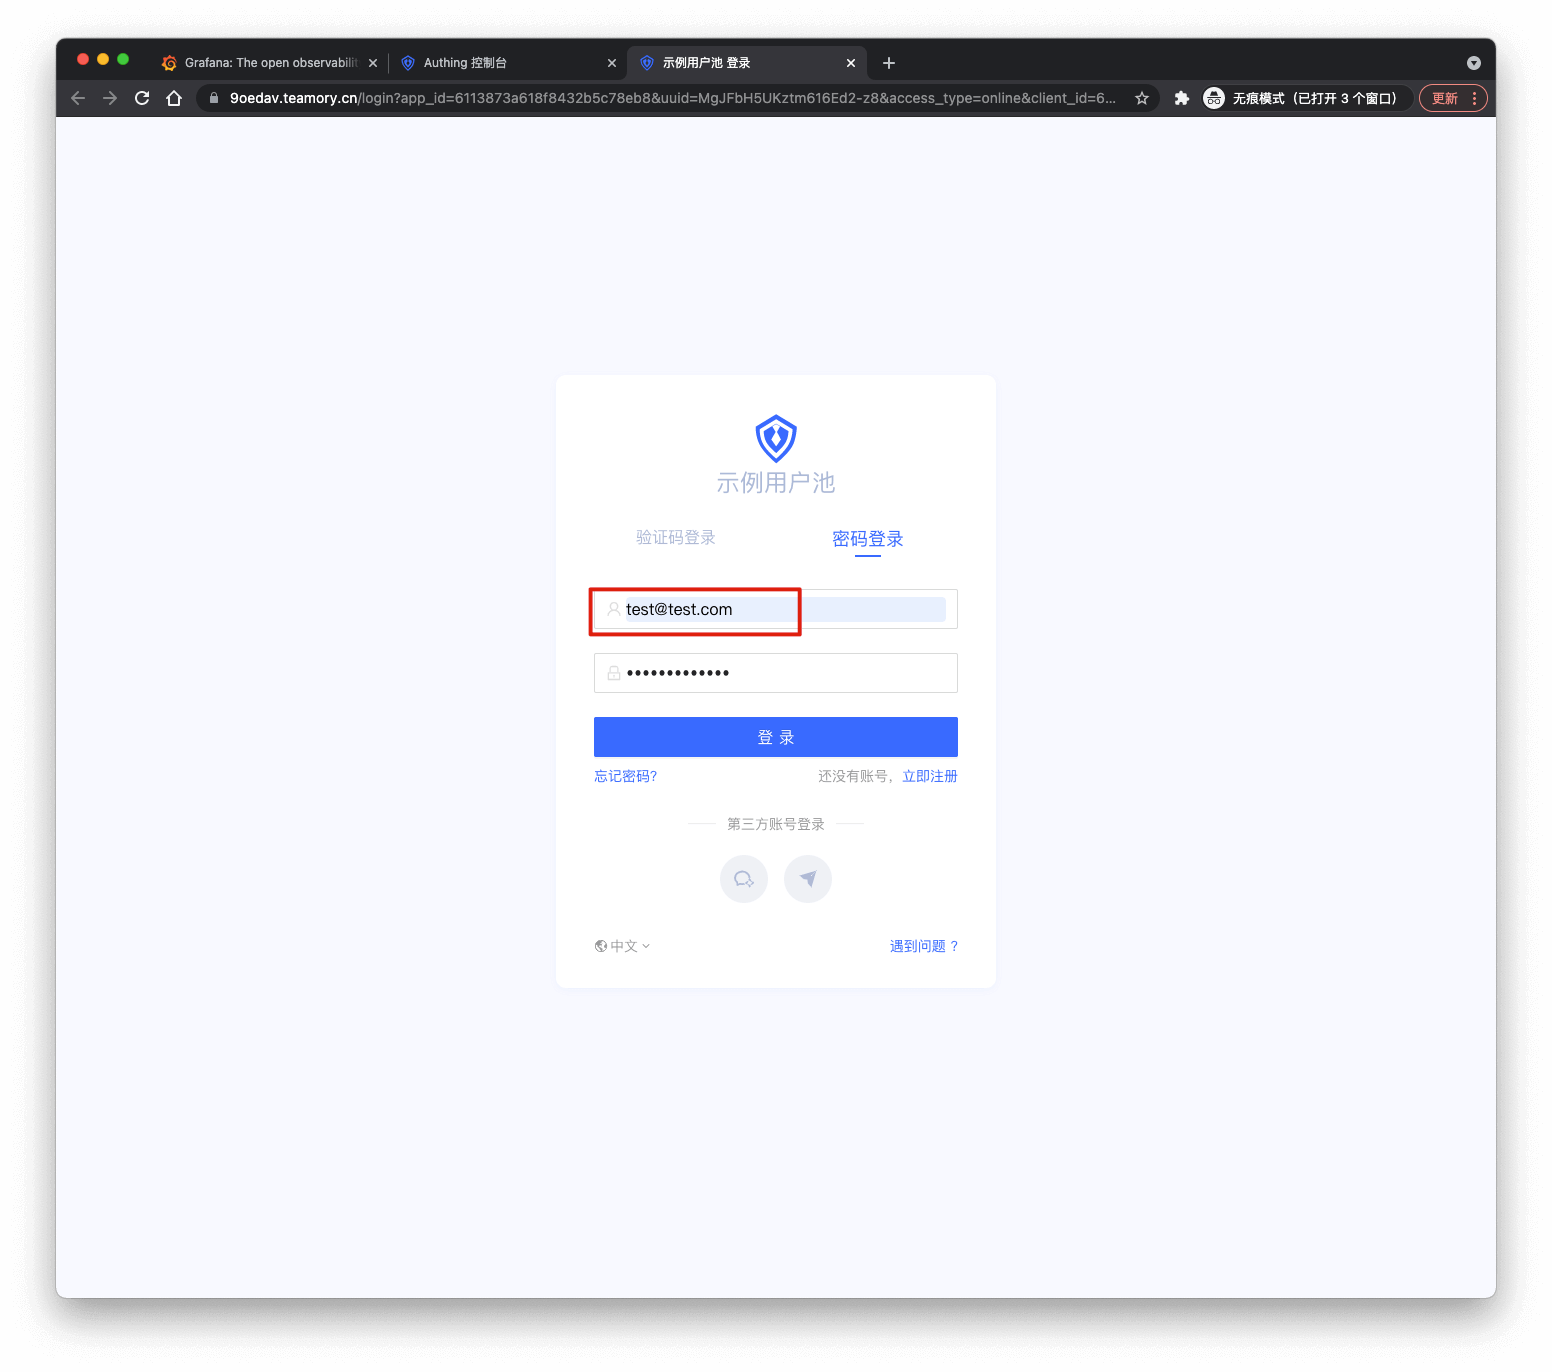 Grafana: The open observabilit
Authing 控制台
示例用户池 登录
9oedav.teamory.cn/login?app_id=6113873a618f8432b5c78eb8&uuid=MgJFbH5UKztm616Ed2-z8&access_type=online&client_id=6...
无痕模式（已打开 3 个窗口）
更新
示例用户池
验证码登录
密码登录
test@test.com
•••••••••••••
登 录
忘记密码?
还没有账号，立即注册
第三方账号登录
中文
遇到问题 ?